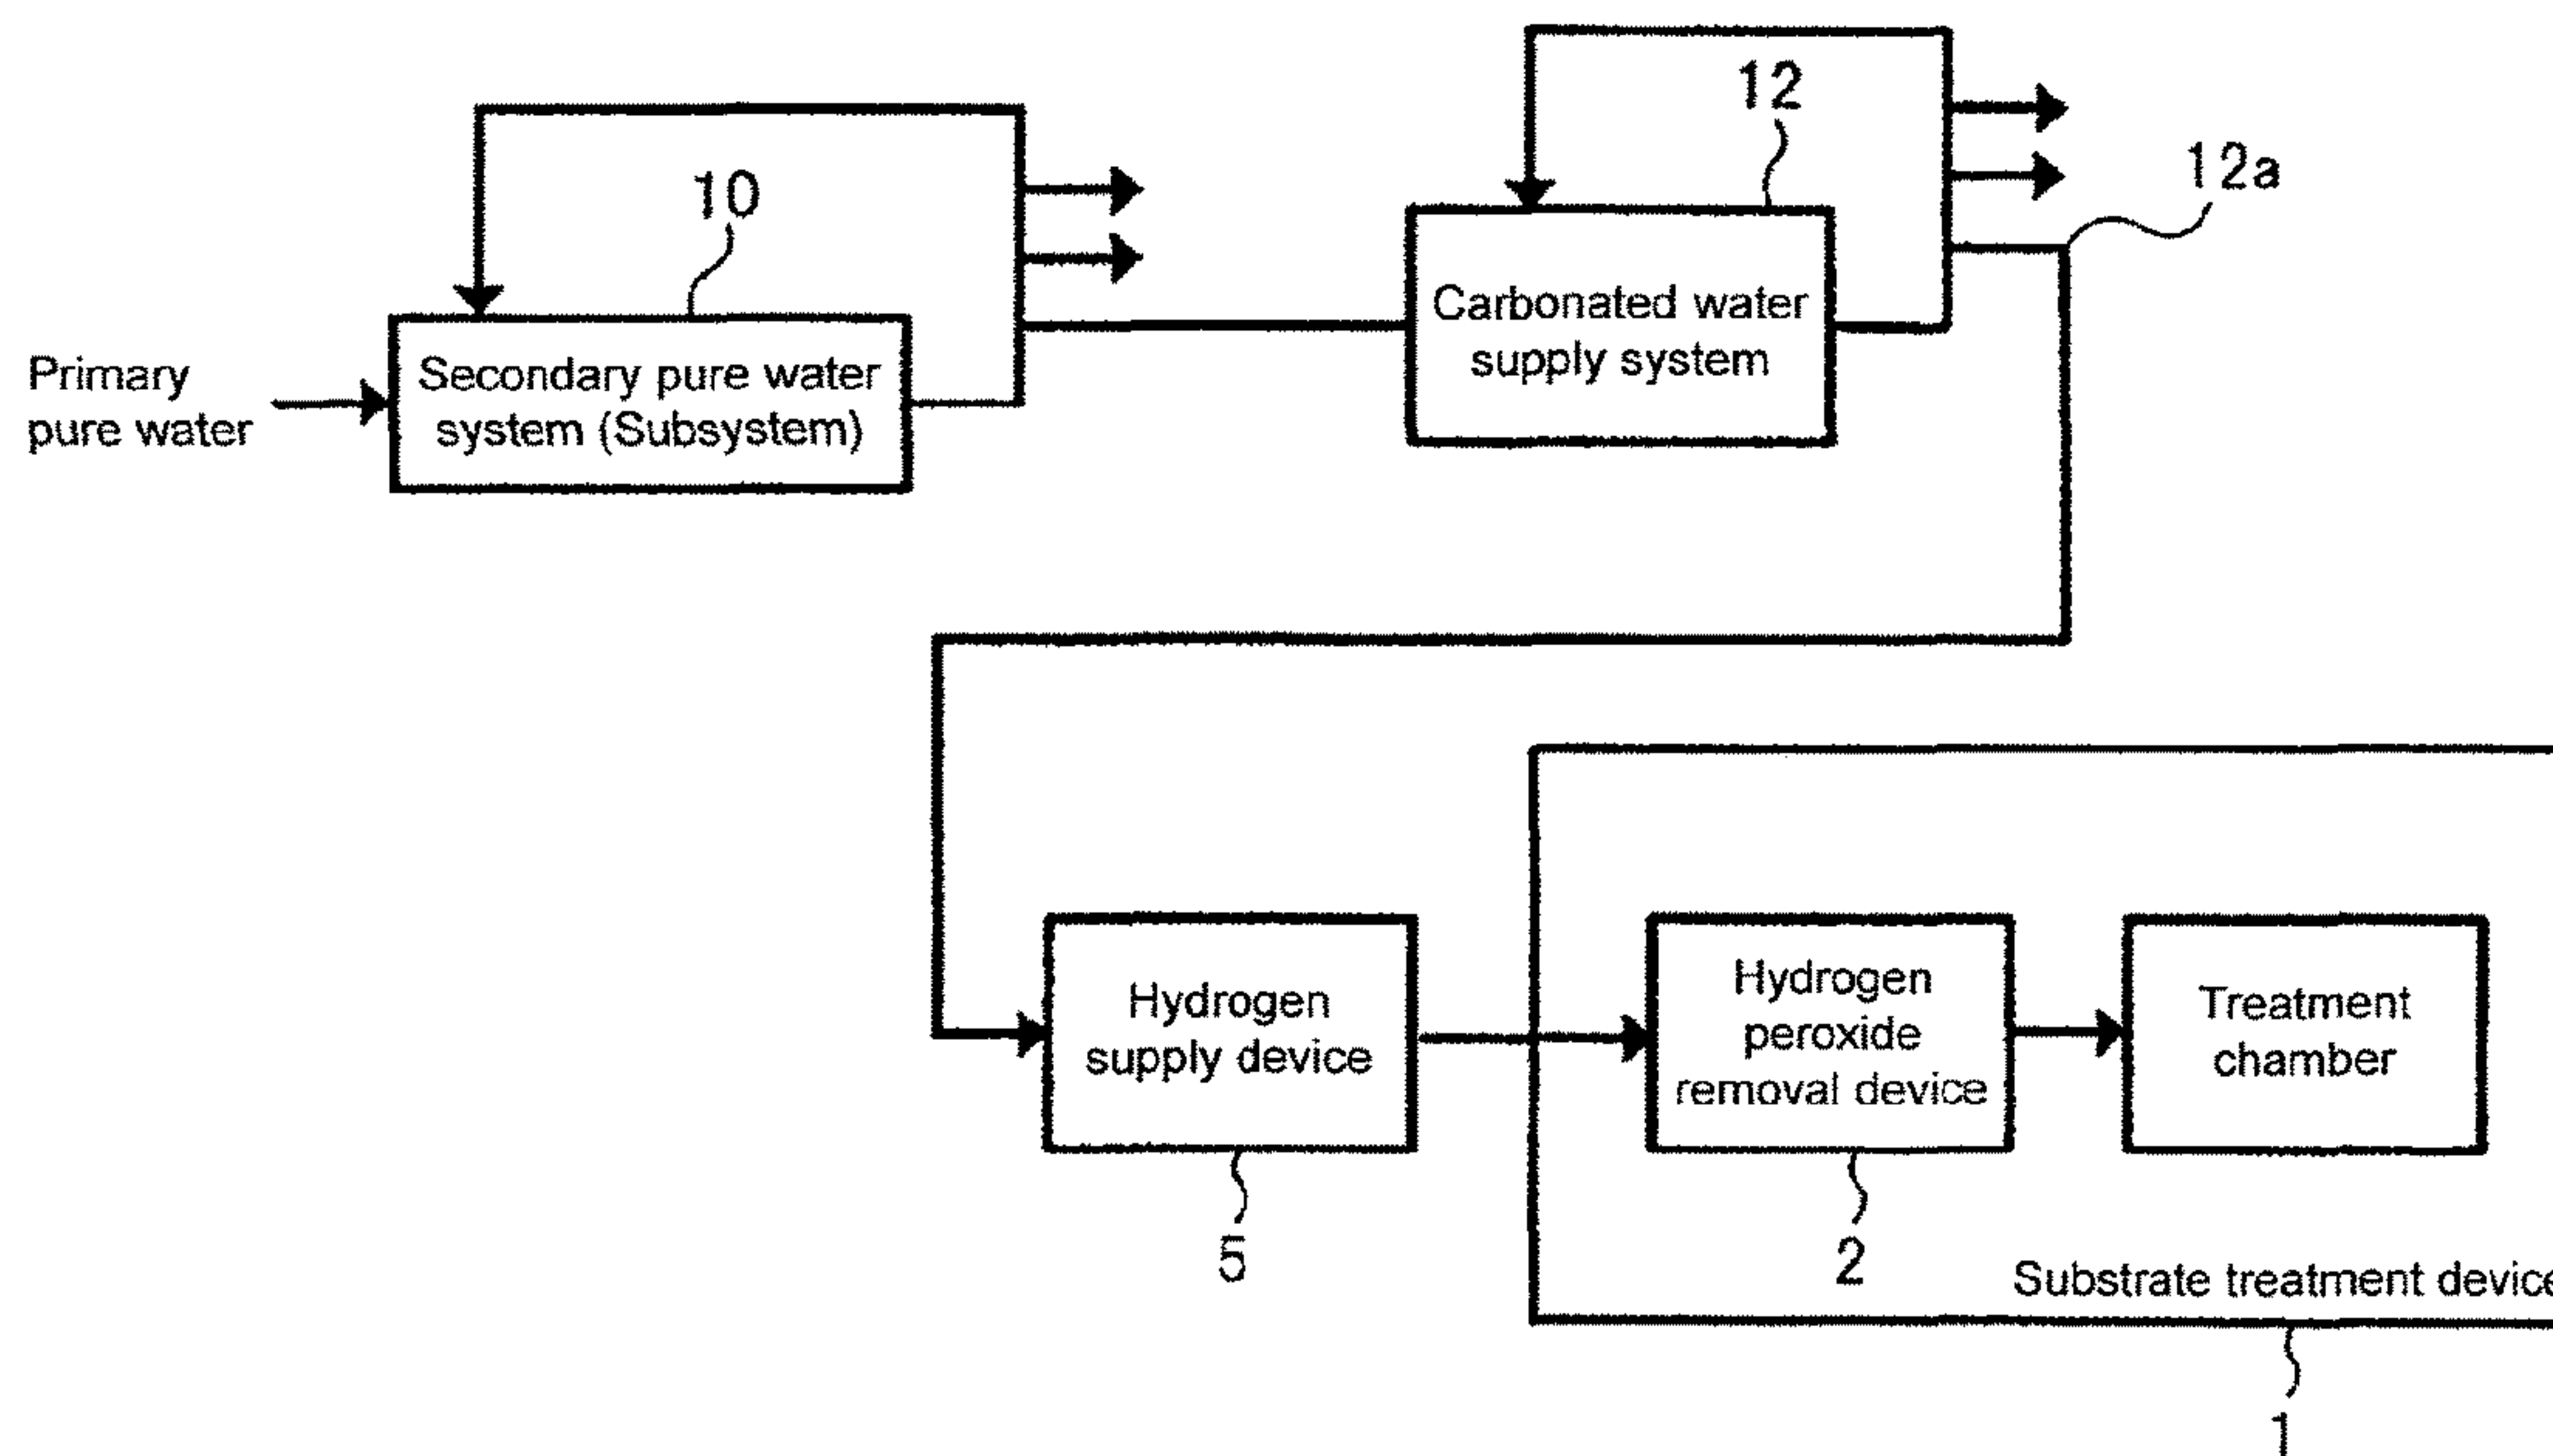 12
12a
10
Carbonated water
supply system
Primary
pure water
Secondary pure water
system (Subsystem)
Hydrogen
supply device
Hydrogen
peroxide
removal device
Treatment
chamber
5
2
Substrate treatment device
1